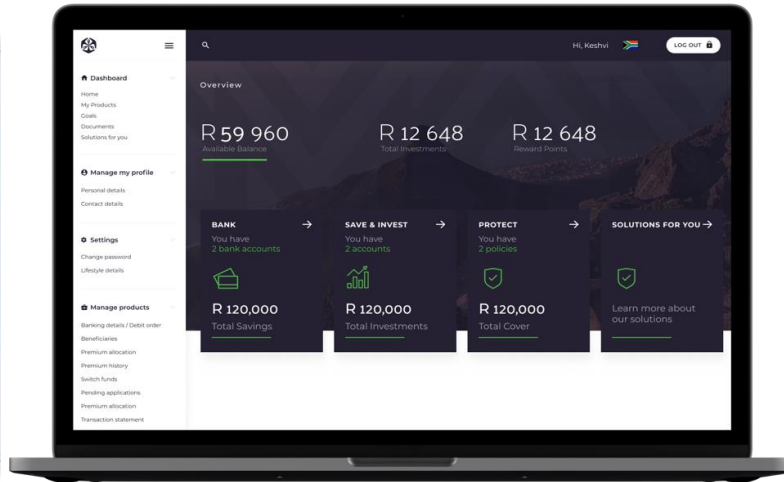 Dashboard
Home
My Products
Goals
Documents
Solutions for you
Manage my profile
Personal details
Contact details
Settings
Change password
Lifestyle details
Manage products
Banking details / Debit order
Beneficiaries
Premium allocation
Premium history
Switch funds
Pending applications
Premium allocation
Transaction statement
Hi, Keshvi
LOG OUT
Overview
R 59 960
Available Balance
R 12 648
Total Investments
R 12 648
Reward Points
BANK
You have
2 bank accounts
R 120,000
Total Savings
SAVE & INVEST
You have
2 accounts
R 120,000
Total Investments
PROTECT
You have
2 policies
R 120,000
Total Cover
SOLUTIONS FOR YOU
Learn more about
our solutions